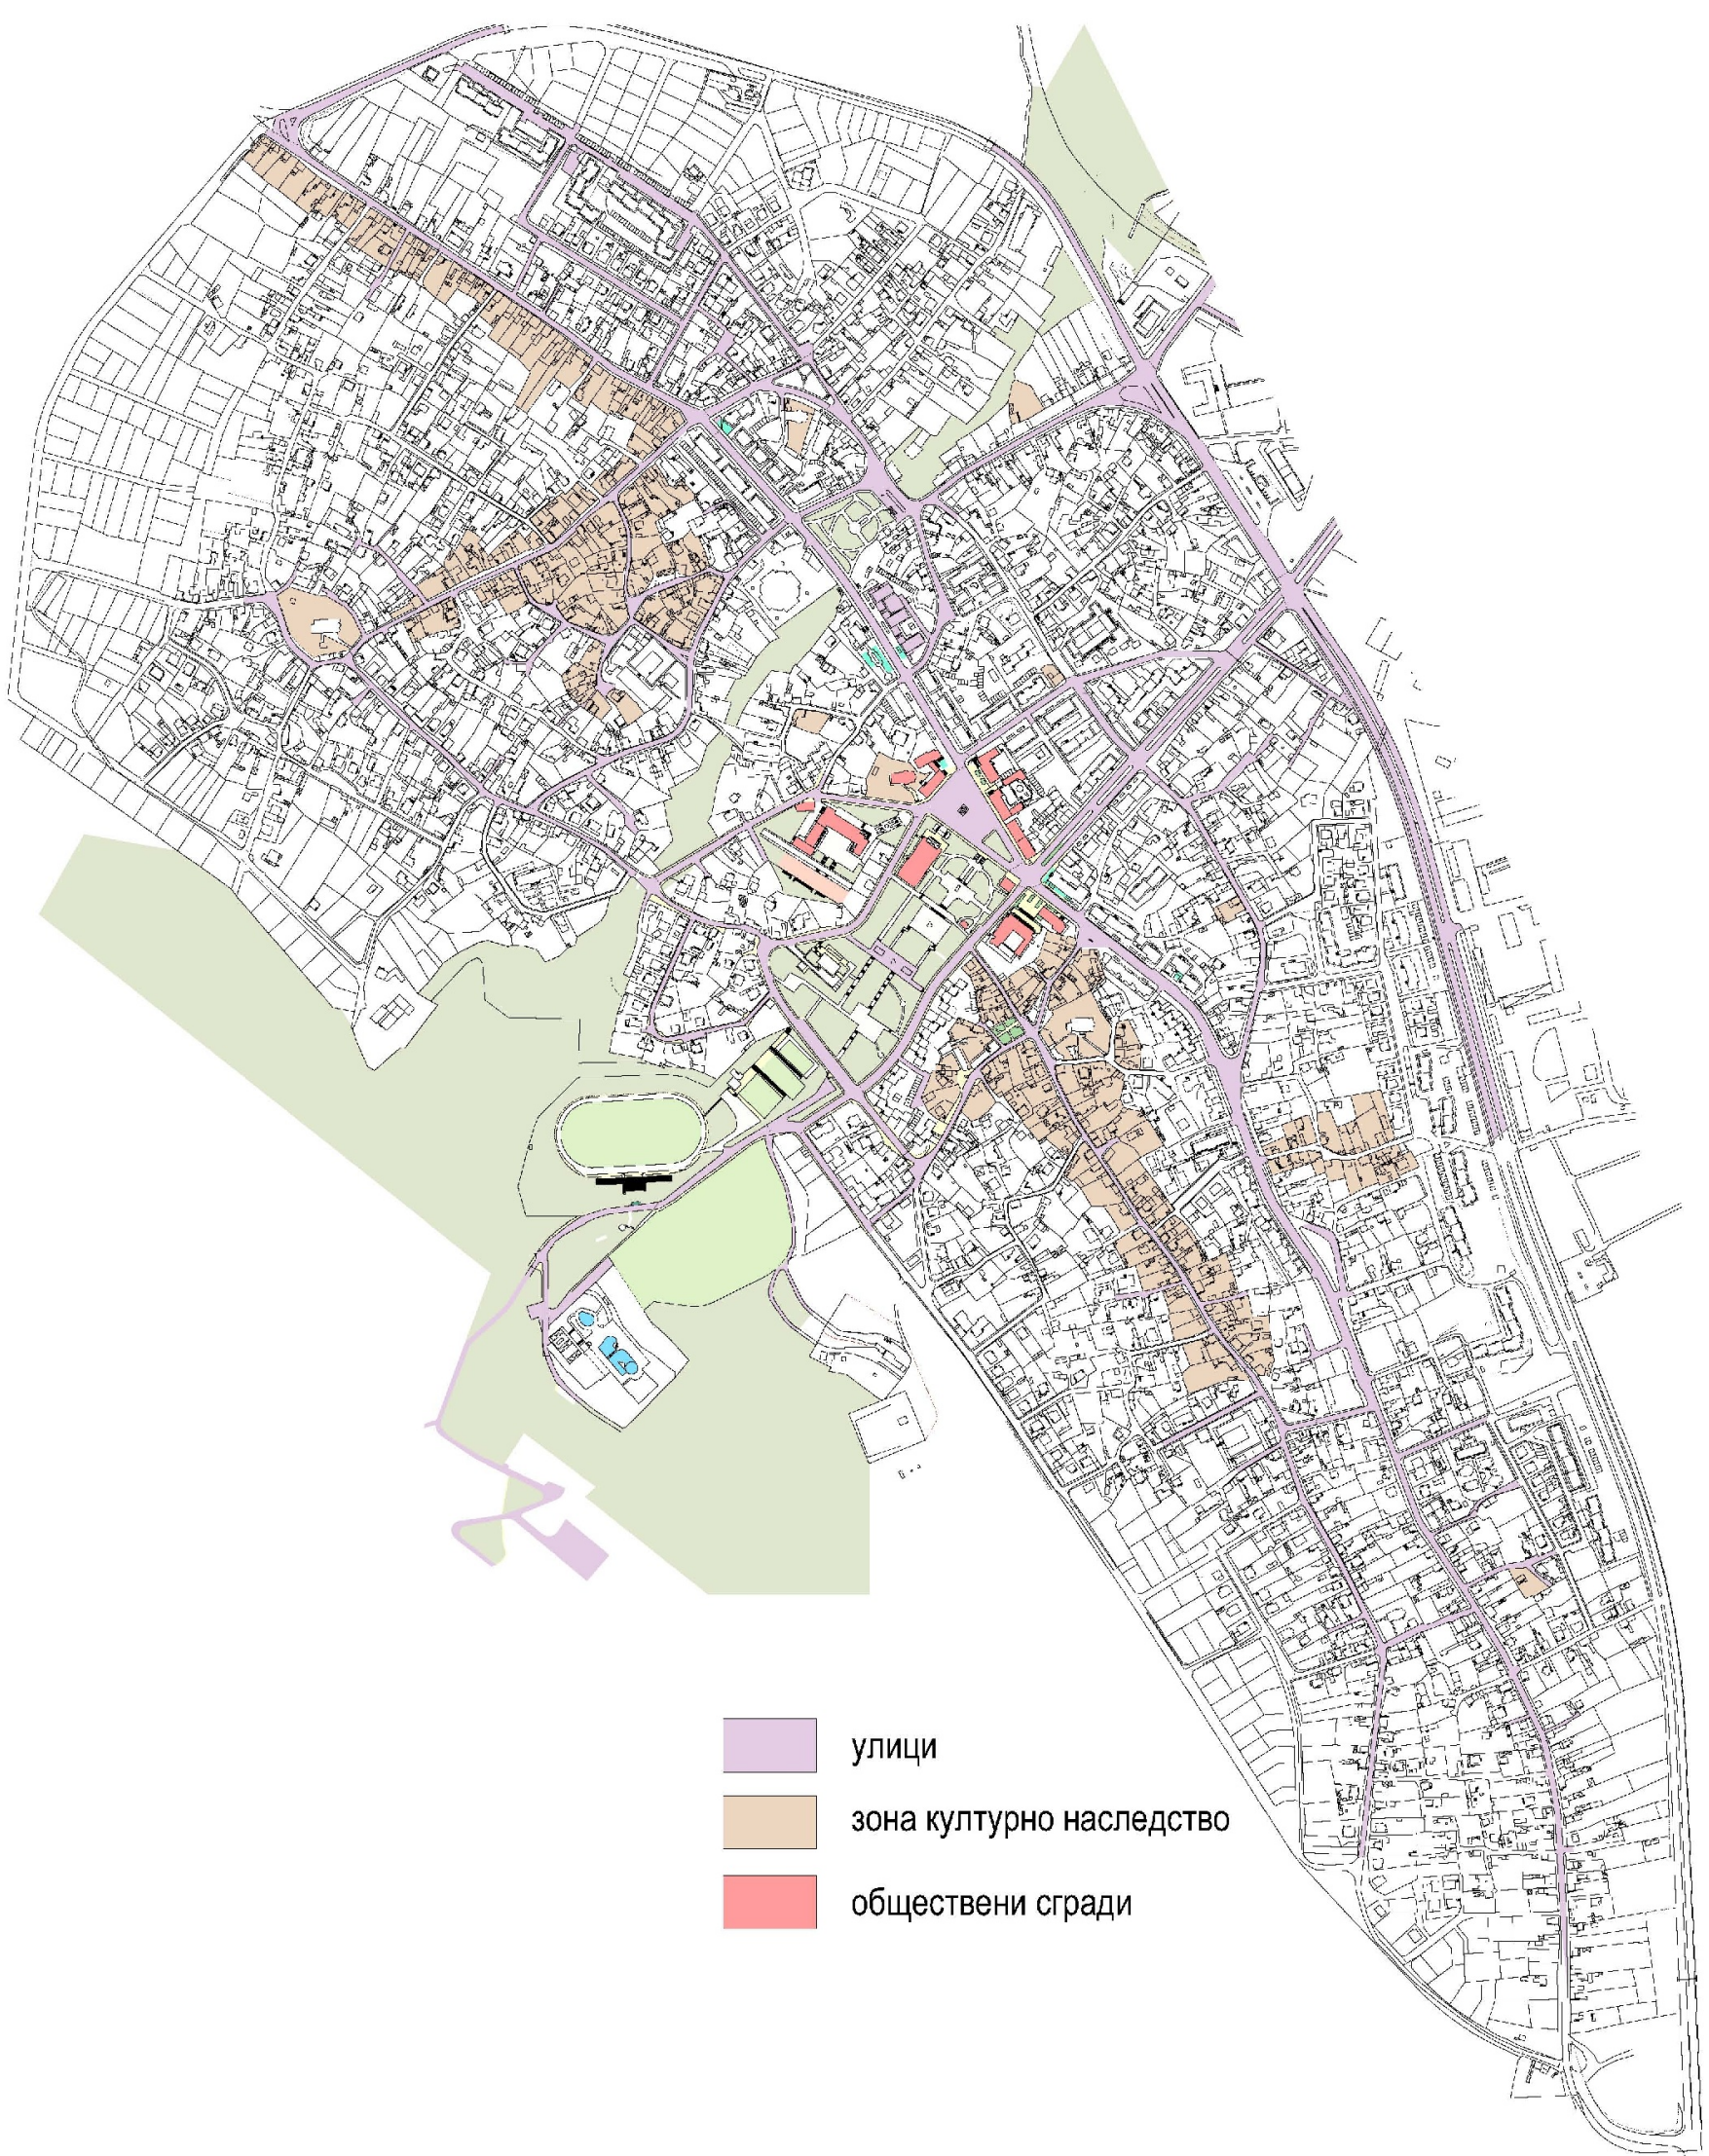 улици
зона културно наследство
обществени сгради